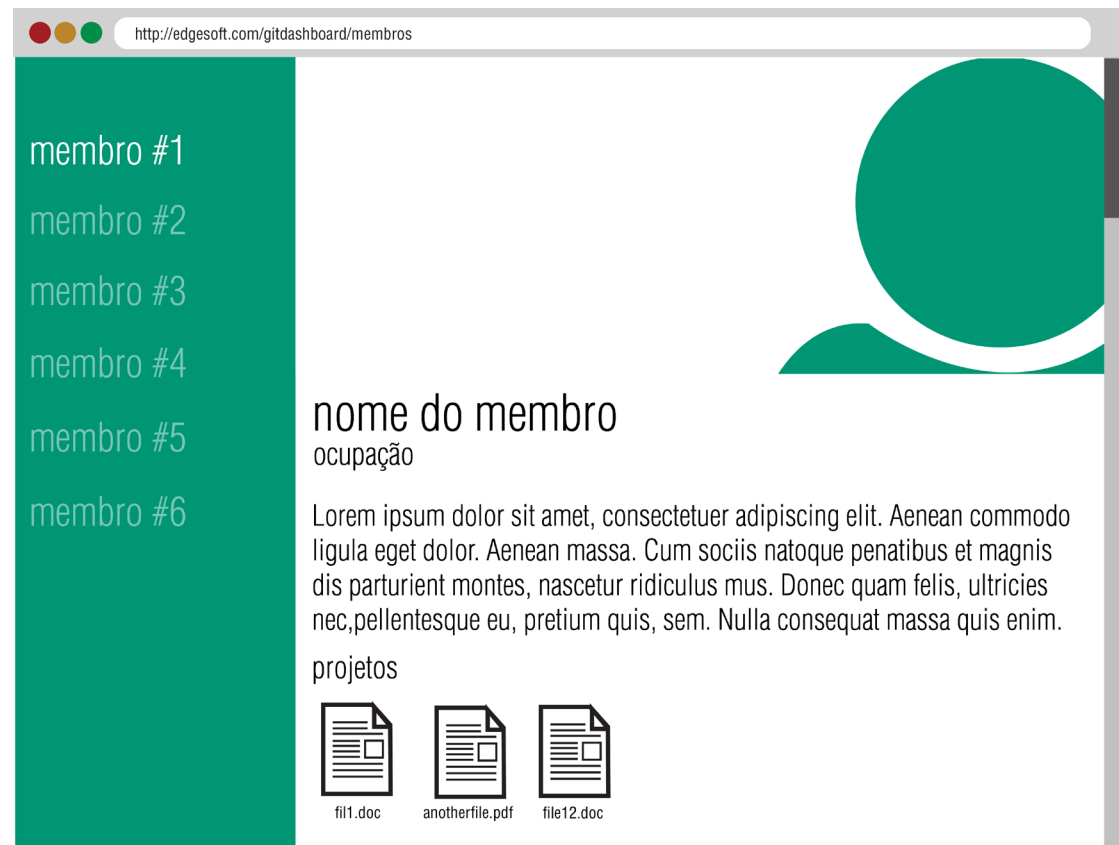 http://edgesoft.com/gitdashboard/membros
membro #1
membro #2
membro #3
membro #4
membro #5
membro #6
nome do membro
ocupação
Lorem ipsum dolor sit amet, consectetuer adipiscing elit. Aenean commodo
ligula eget dolor. Aenean massa. Cum sociis natoque penatibus et magnis
dis parturient montes, nascetur ridiculus mus. Donec quam felis, ultricies
nec,pellentesque eu, pretium quis, sem. Nulla consequat massa quis enim.
projetos
fil1.doc
anotherfile.pdf
file12.doc